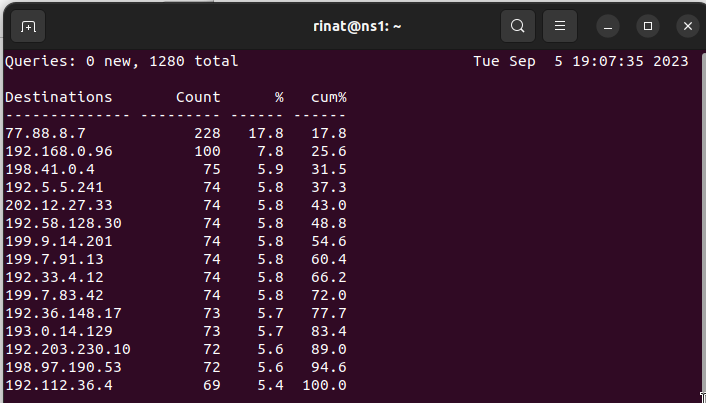 rinat@ns1: ~
Queries: 0 new, 1280 total Tue Sep  5 19:07:35 2023
Destinations Count % cum%
-------------- --------- ------ ------
77.88.8.7 228 17.8 17.8
192.168.0.96 100 7.8 25.6
198.41.0.4 75 5.9 31.5
192.5.5.241 74 5.8 37.3
202.12.27.33 74 5.8 43.0
192.58.128.30 74 5.8 48.8
199.9.14.201 74 5.8 54.6
199.7.91.13 74 5.8 60.4
192.33.4.12 74 5.8 66.2
199.7.83.42 74 5.8 72.0
192.36.148.17 73 5.7 77.7
193.0.14.129 73 5.7 83.4
192.203.230.10 72 5.6 89.0
198.97.190.53 72 5.6 94.6
192.112.36.4 69 5.4 100.0